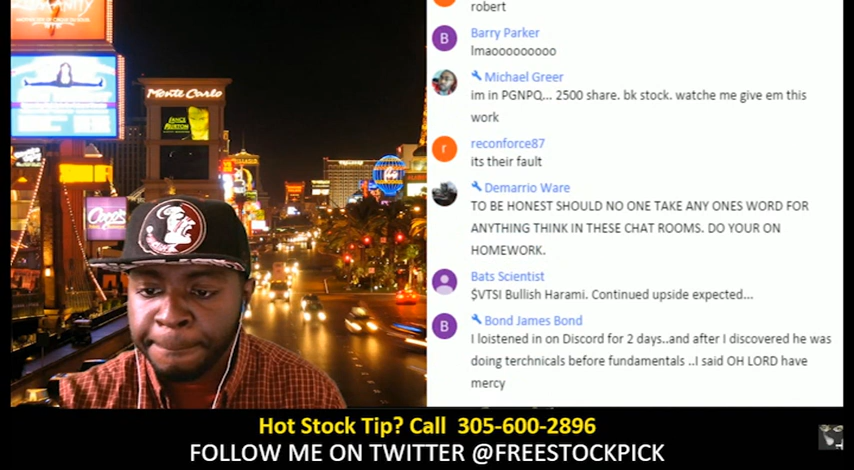 Monte Carlo
robert
Barry Parker
lmaooooooooo
Michael Greer
im in PGNPQ... 2500 share. bk stock. watche me give em this
work
reconforce87
its their fault
Demarrio Ware
TO BE HONEST SHOULD NO ONE TAKE ANY ONES WORD FOR
ANYTHING THINK IN THESE CHAT ROOMS. DO YOUR ON
HOMEWORK.
Bats Scientist
$VTSI Bullish Harami. Continued upside expected...
Bond James Bond
I loistened in on Discord for 2 days..and after I discovered he was
doing terchnicals before fundamentals ..I said OH LORD have
mercy
Hot Stock Tip? Call 305-600-2896
FOLLOW ME ON TWITTER @FREESTOCKPICK